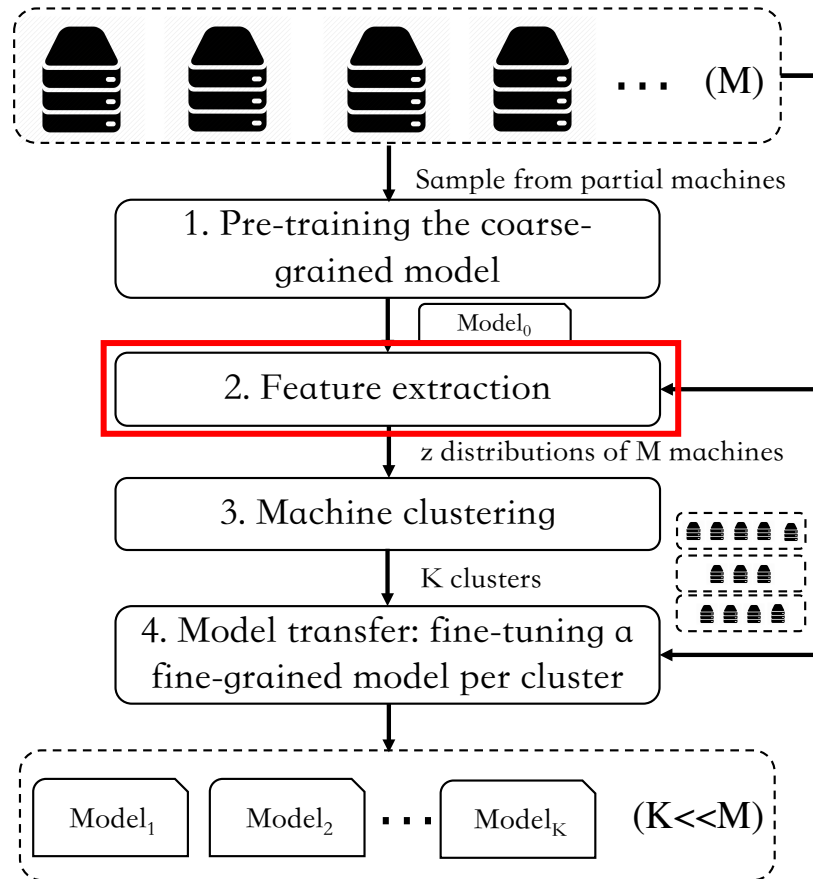 ··· (M)
Sample from partial machines
1. Pre-training the coarse-
grained model
Model₀
2. Feature extraction
z distributions of M machines
3. Machine clustering
K clusters
4. Model transfer: fine-tuning a
fine-grained model per cluster
Model₁ Model₂ ··· Model_K (K<<M)